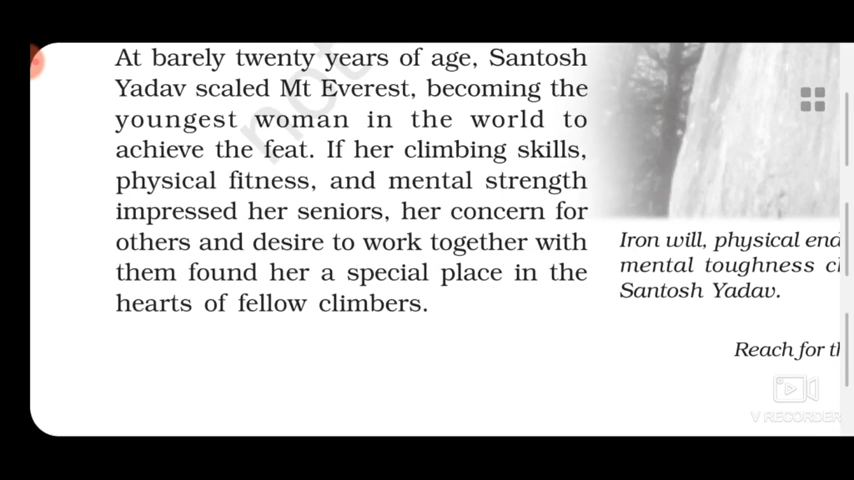 At barely twenty years of age, Santosh
Yadav scaled Mt Everest, becoming the
youngest woman in the world to
achieve the feat. If her climbing skills,
physical fitness, and mental strength
impressed her seniors, her concern for
others and desire to work together with
them found her a special place in the
hearts of fellow climbers.
Iron will, physical
mental toughness
Santosh Yadav.
Reach for
not
V RECORDER